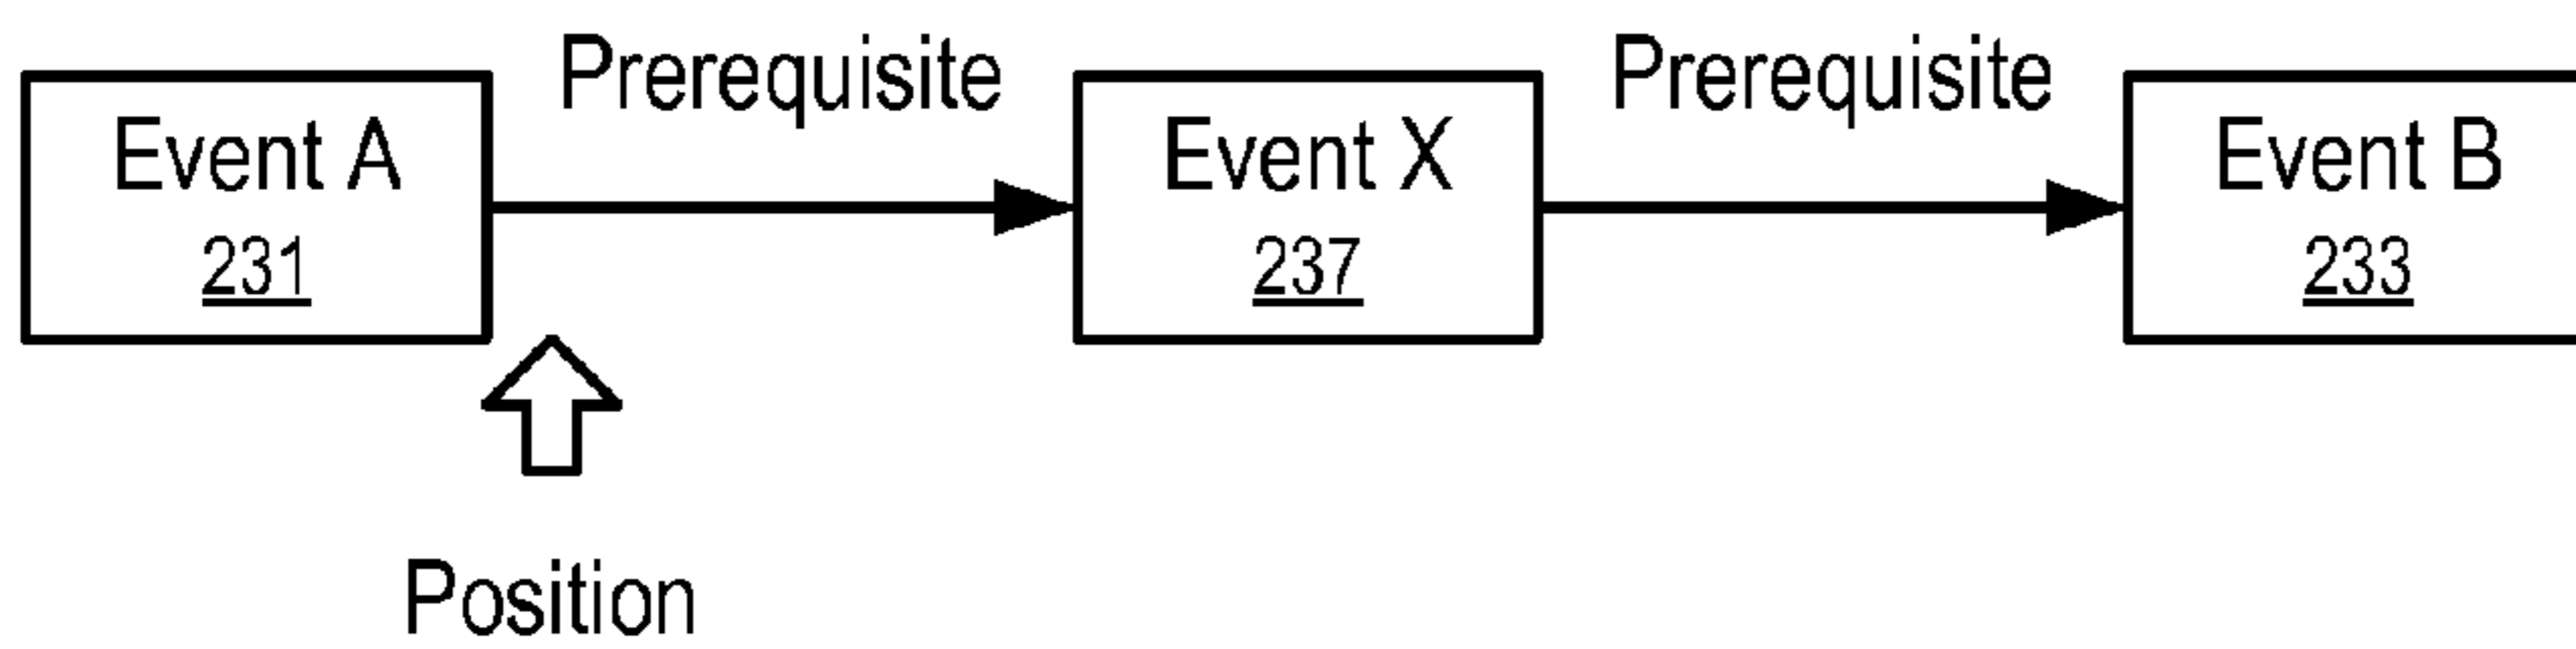 Prerequisite
Prerequisite
Event A
231
Event X
237
Event B
233
Position